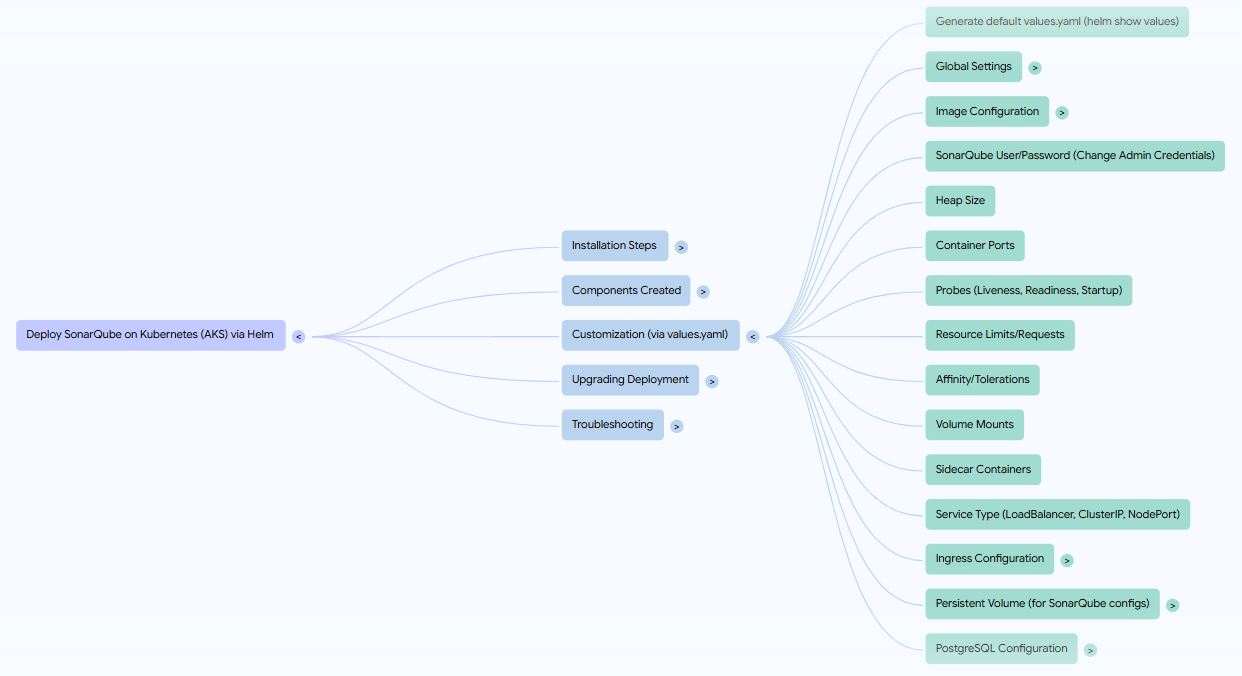 Deploy SonarQube on Kubernetes (AKS) via Helm
<
Installation Steps
>
Components Created
>
Customization (via values.yaml)
<
Upgrading Deployment
>
Troubleshooting
>
Generate default values.yaml (helm show values)
Global Settings
>
Image Configuration
>
SonarQube User/Password (Change Admin Credentials)
Heap Size
Container Ports
Probes (Liveness, Readiness, Startup)
Resource Limits/Requests
Affinity/Tolerations
Volume Mounts
Sidecar Containers
Service Type (LoadBalancer, ClusterIP, NodePort)
Ingress Configuration
>
Persistent Volume (for SonarQube configs)
>
PostgreSQL Configuration
>